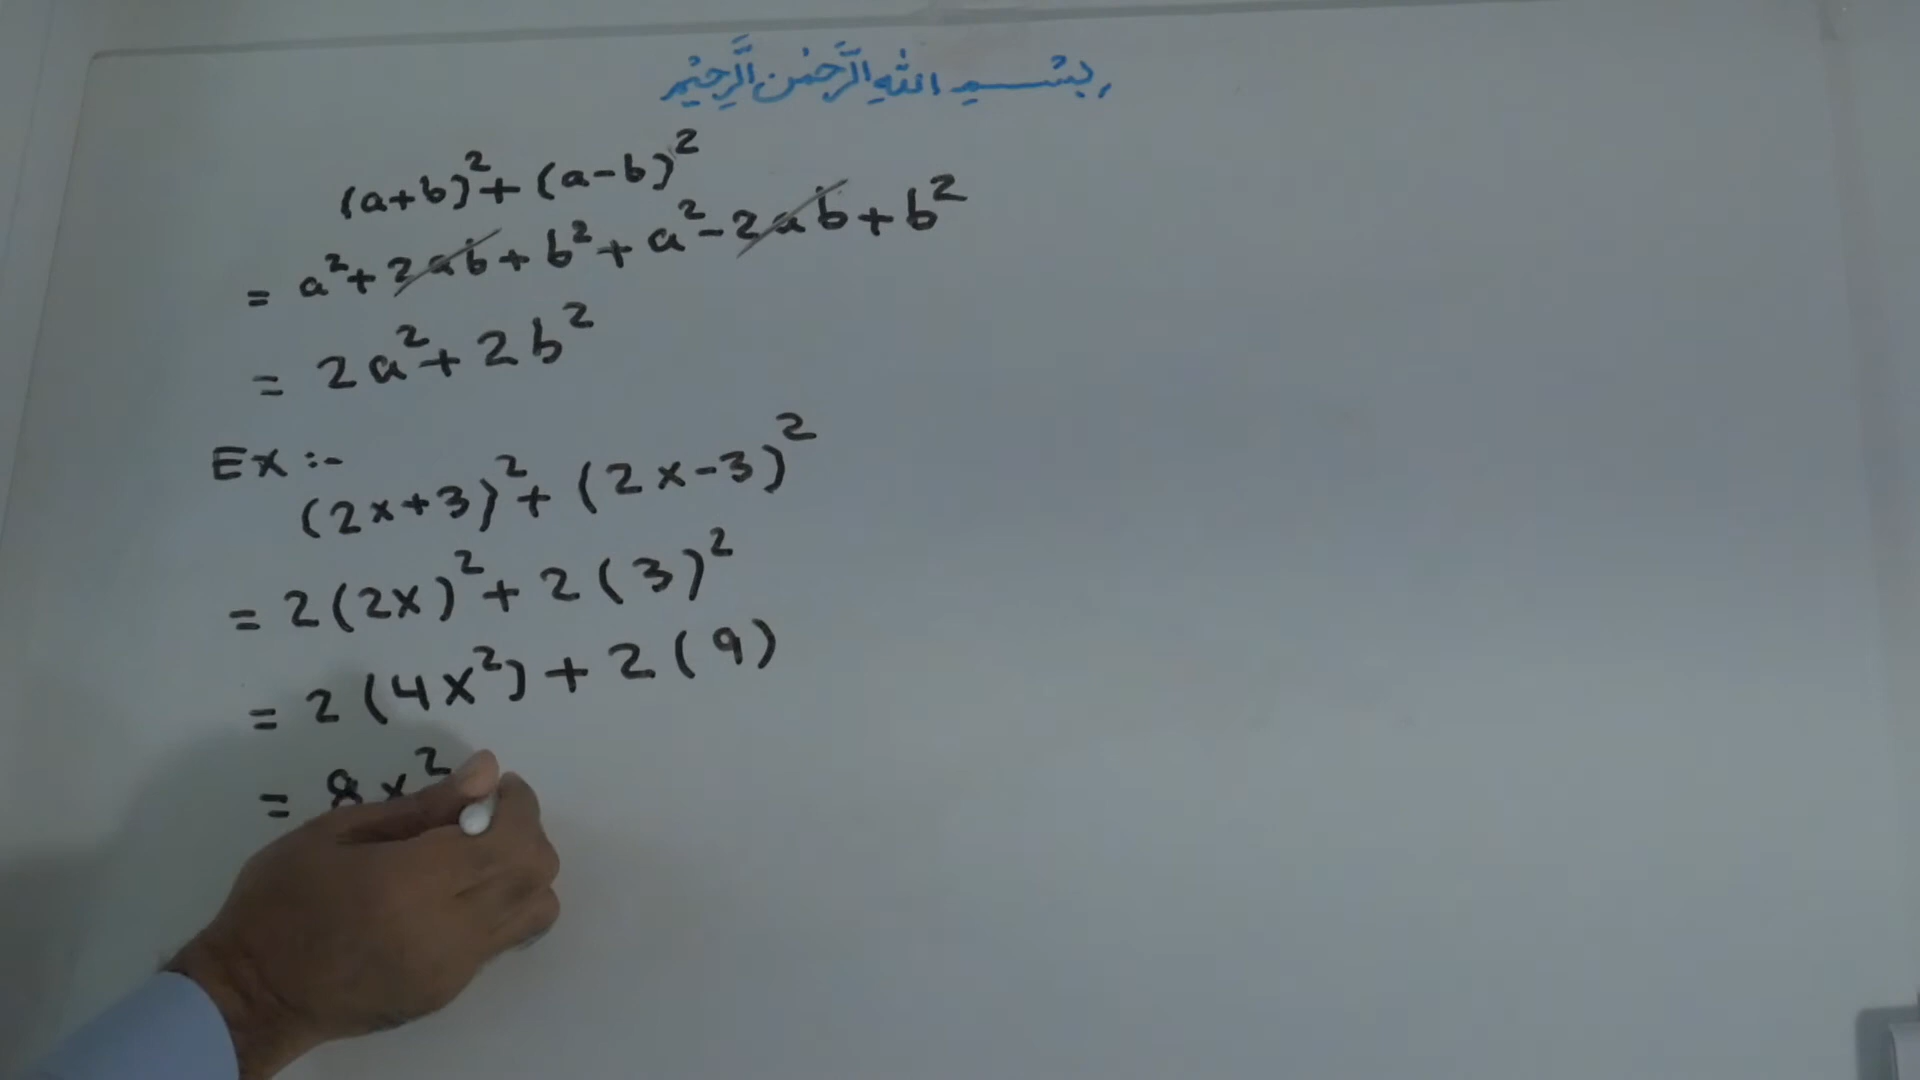 بِسْمِ اللهِ الرَّحْمٰنِ الرَّحِيْمِ
(a+b)²+(a-b)²
= a²+2ab+b²+a²-2ab+b²
= 2a²+2b²
Ex :-
(2x+3)²+(2x-3)²
= 2(2x)²+2(3)²
= 2(4x²)+2(9)
= 8x²